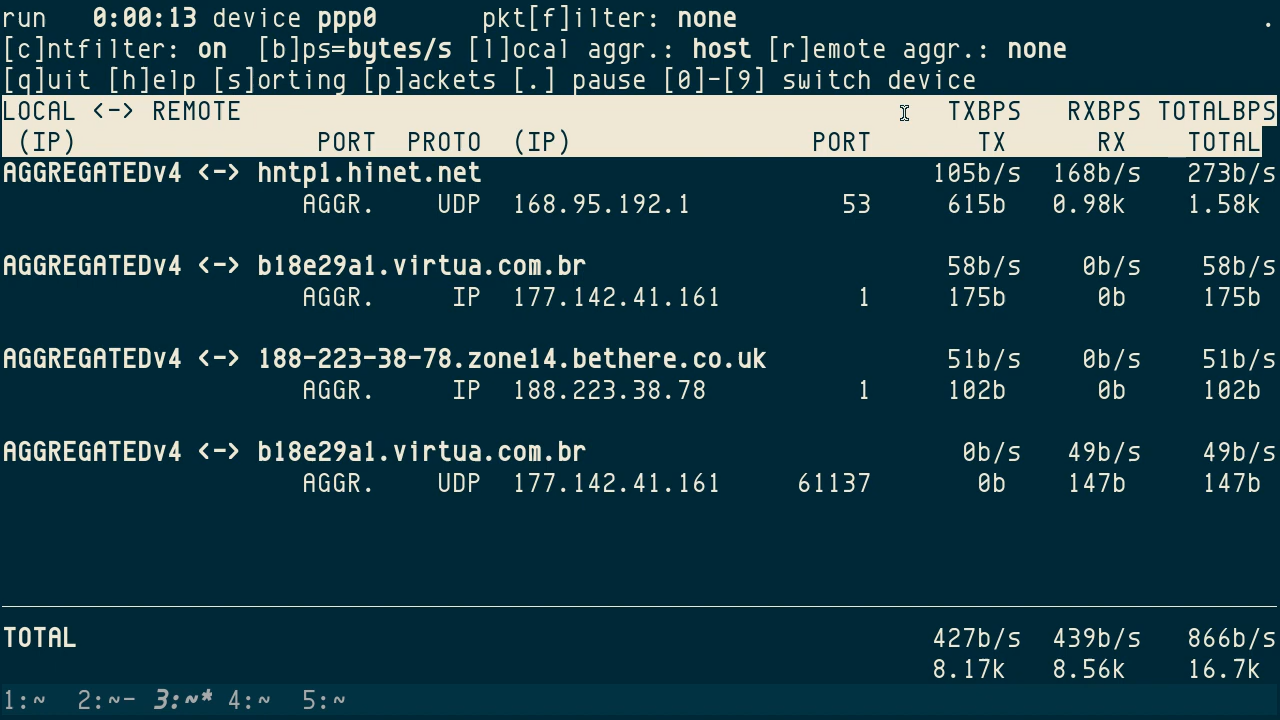 run   0:00:13 device ppp0       pkt[f]ilter: none                                   .
[c]ntfilter: on  [b]ps=bytes/s [l]ocal aggr.: host [r]emote aggr.: none
[q]uit [h]elp [s]orting [p]ackets [.] pause [0]-[9] switch device
LOCAL <-> REMOTE                                               TXBPS   RXBPS TOTALBPS
 (IP)                PORT  PROTO  (IP)                PORT       TX      RX    TOTAL
AGGREGATEDv4 <-> hntp1.hinet.net                              105b/s  168b/s   273b/s
                    AGGR.    UDP  168.95.192.1          53     615b   0.98k    1.58k
AGGREGATEDv4 <-> b18e29a1.virtua.com.br                        58b/s    0b/s    58b/s
                    AGGR.     IP  177.142.41.161         1     175b      0b     175b
AGGREGATEDv4 <-> 188-223-38-78.zone14.bethere.co.uk            51b/s    0b/s    51b/s
                    AGGR.     IP  188.223.38.78          1     102b      0b     102b
AGGREGATEDv4 <-> b18e29a1.virtua.com.br                         0b/s   49b/s    49b/s
                    AGGR.    UDP  177.142.41.161     61137       0b    147b     147b
TOTAL                                                         427b/s  439b/s   866b/s
                                                              8.17k   8.56k    16.7k
1:~  2:~-  3:~* 4:~  5:~